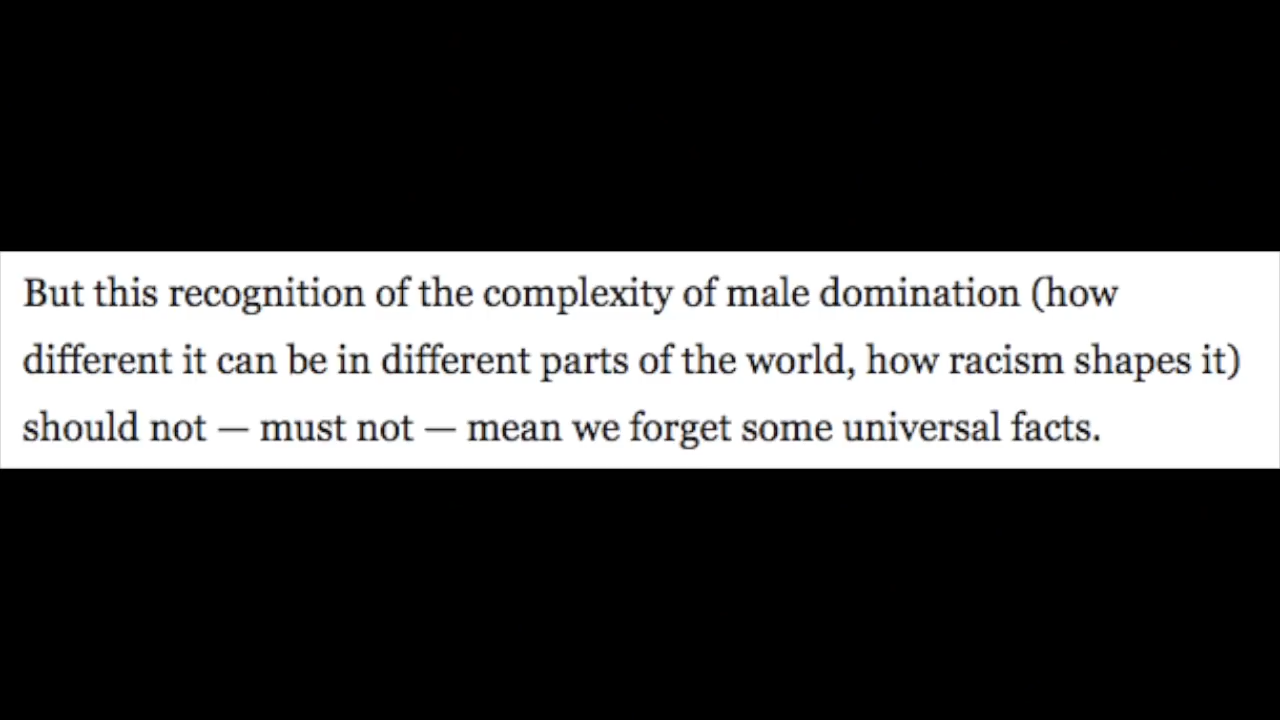 But this recognition of the complexity of male domination (how
different it can be in different parts of the world, how racism shapes it)
should not — must not — mean we forget some universal facts.